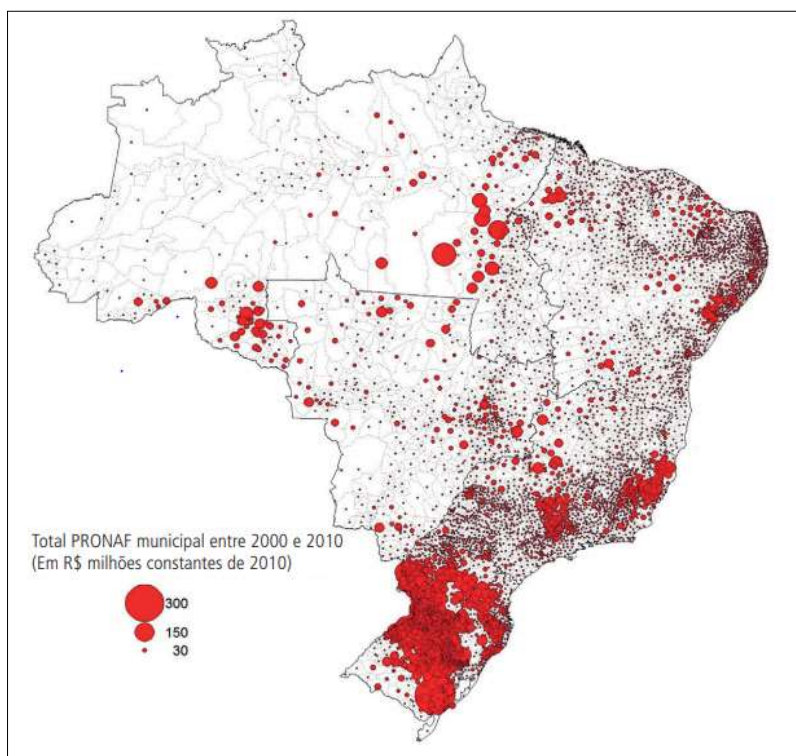 Total PRONAF municipal entre 2000 e 2010
(Em R$ milhões constantes de 2010)
300
150
30